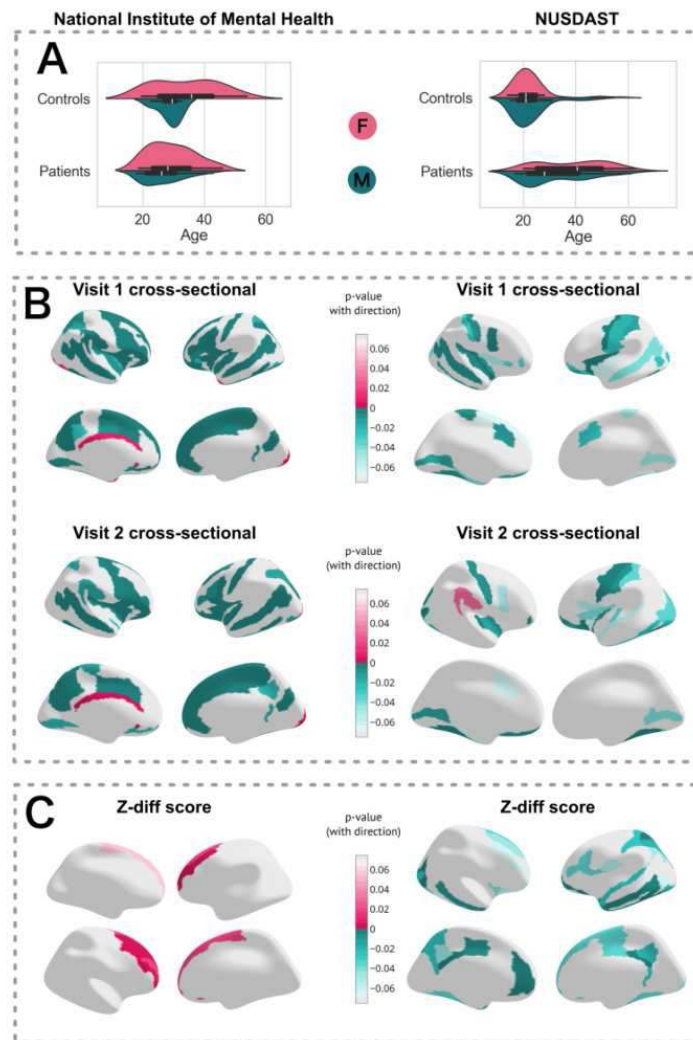 National Institute of Mental Health
NUSDAST
A
Controls
Patients
20 40 60
Age
F
M
Controls
Patients
20 40 60
Age
B
Visit 1 cross-sectional
p-value
with direction)
0.06
0.04
0.02
0
−0.02
−0.04
−0.06
Visit 1 cross-sectional
Visit 2 cross-sectional
p-value
(with direction)
0.06
0.04
0.02
0
−0.02
−0.04
−0.06
Visit 2 cross-sectional
C
Z-diff score
p-value
(with direction)
0.06
0.04
0.02
0
−0.02
−0.04
−0.06
Z-diff score